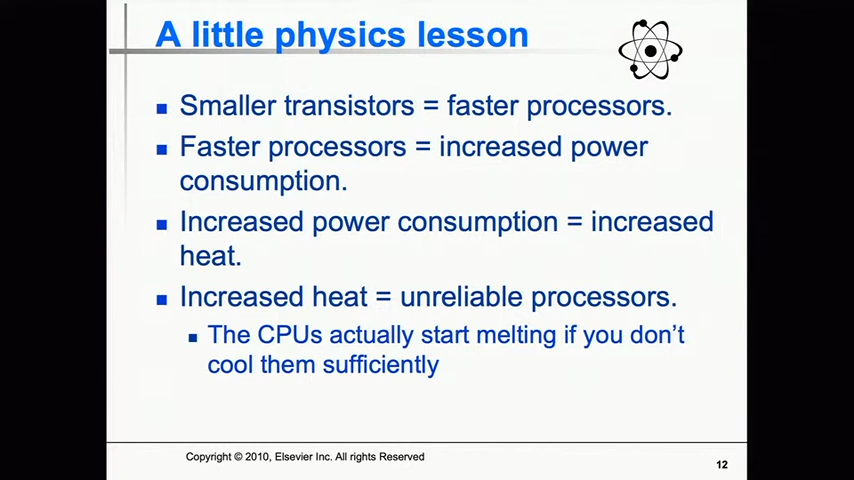 A little physics lesson
Smaller transistors = faster processors.
Faster processors = increased power
consumption.
Increased power consumption = increased
heat.
Increased heat = unreliable processors.
The CPUs actually start melting if you don’t
cool them sufficiently
Copyright © 2010, Elsevier Inc. All rights Reserved
12